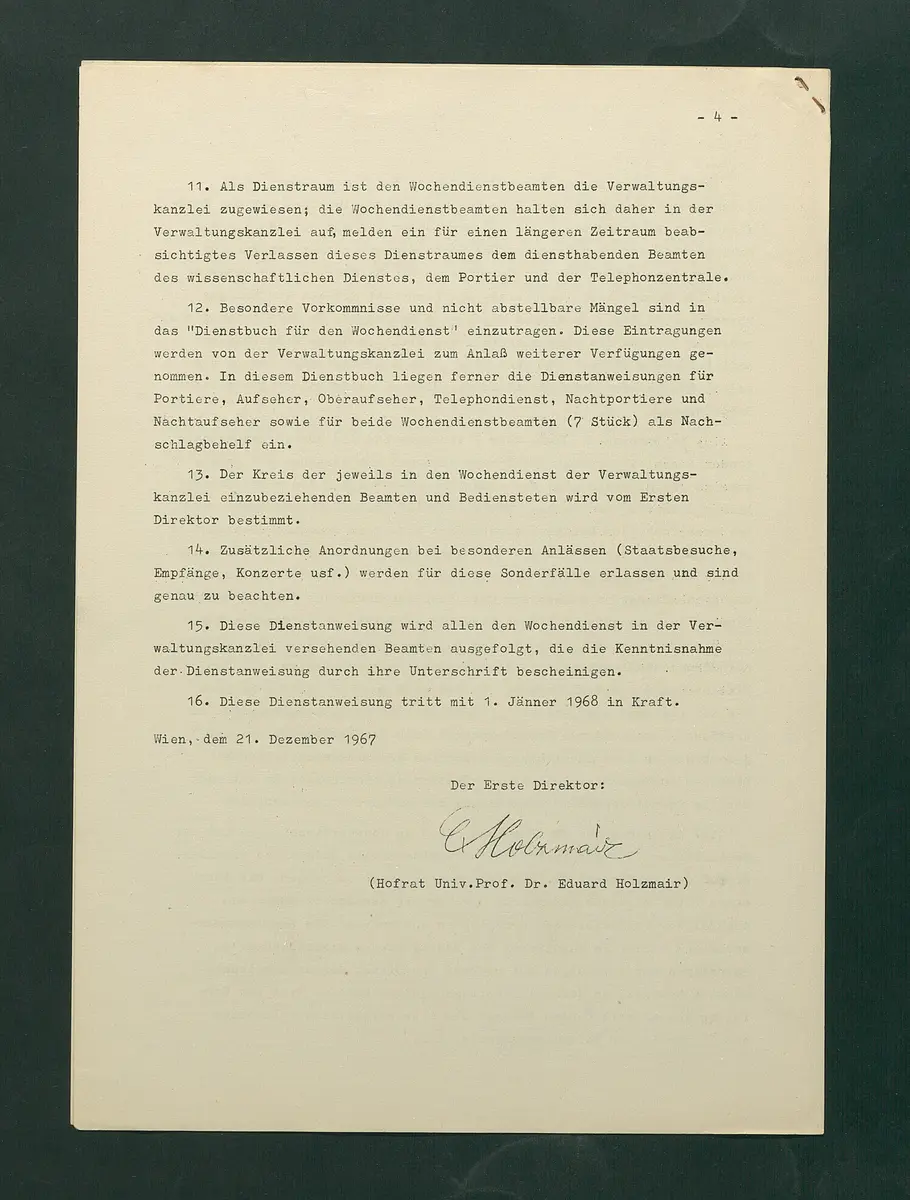 - 4 -
11. Als Dienstraum ist den Wochendienstbeamten die Verwaltungs-
kanzlei zugewiesen; die Wochendienstbeamten halten sich daher in der
Verwaltungskanzlei auf, melden ein für einen längeren Zeitraum beab-
sichtigtes Verlassen dieses Dienstraumes dem diensthabenden Beamten
des wissenschaftlichen Dienstes, dem Portier und der Telephonzentrale.
12. Besondere Vorkommnisse und nicht abstellbare Mängel sind in
das "Dienstbuch für den Wochendienst" einzutragen. Diese Eintragungen
werden von der Verwaltungskanzlei zum Anlaß weiterer Verfügungen ge-
nommen. In diesem Dienstbuch liegen ferner die Dienstanweisungen für
Portiere, Aufseher, Oberaufseher, Telephondienst, Nachtportiere und
Nachtaufseher sowie für beide Wochendienstbeamten (7 Stück) als Nach-
schlagbehelf ein.
13. Der Kreis der jeweils in den Wochendienst der Verwaltungs-
kanzlei einzubeziehenden Beamten und Bediensteten wird vom Ersten
Direktor bestimmt.
14. Zusätzliche Anordnungen bei besonderen Anlässen (Staatsbesuche,
Empfänge, Konzerte usf.) werden für diese Sonderfälle erlassen und sind
genau zu beachten.
15. Diese Dienstanweisung wird allen den Wochendienst in der Ver-
waltungskanzlei versehenden Beamten ausgefolgt, die die Kenntnisnahme
der Dienstanweisung durch ihre Unterschrift bescheinigen.
16. Diese Dienstanweisung tritt mit 1. Jänner 1968 in Kraft.
Wien, dem 21. Dezember 1967
Der Erste Direktor:
E Holzmair
(Hofrat Univ.Prof. Dr. Eduard Holzmair)